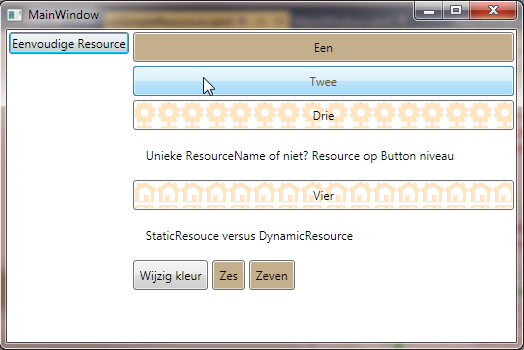 MainWindow
Eenvoudige Resource
Een
Twee
Drie
Unieke ResourceName of niet? Resource op Button niveau
Vier
StaticResouce versus DynamicResource
Wijzig kleur Zes Zeven